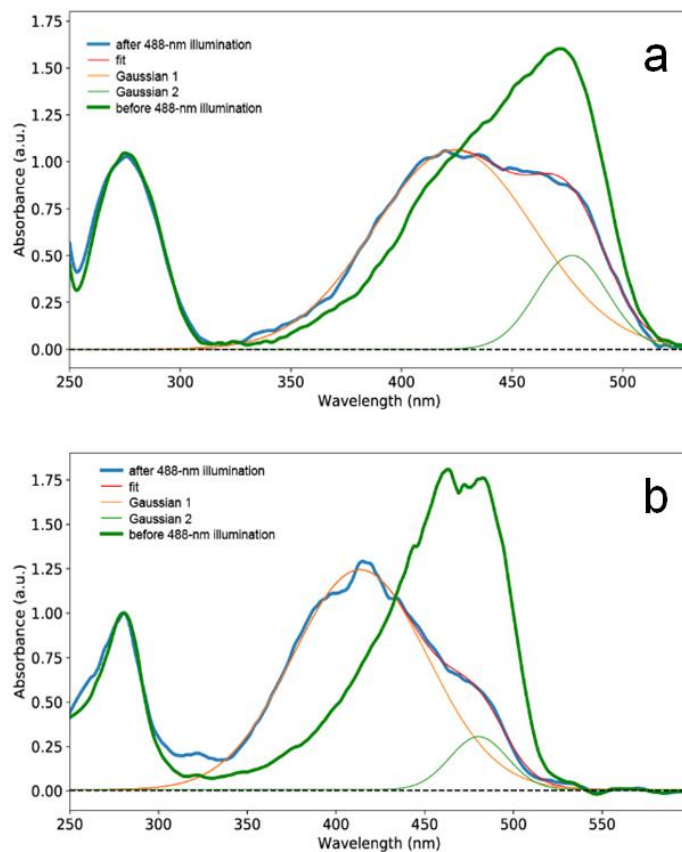 a
after 488-nm illumination
fit
Gaussian 1
Gaussian 2
before 488-nm illumination
Absorbance (a.u.)
1.75
1.50
1.25
1.00
0.75
0.50
0.25
0.00
250 300 350 400 450 500
Wavelength (nm)
b
after 488-nm illumination
fit
Gaussian 1
Gaussian 2
before 488-nm illumination
Absorbance (a.u.)
1.75
1.50
1.25
1.00
0.75
0.50
0.25
0.00
250 300 350 400 450 500 550
Wavelength (nm)